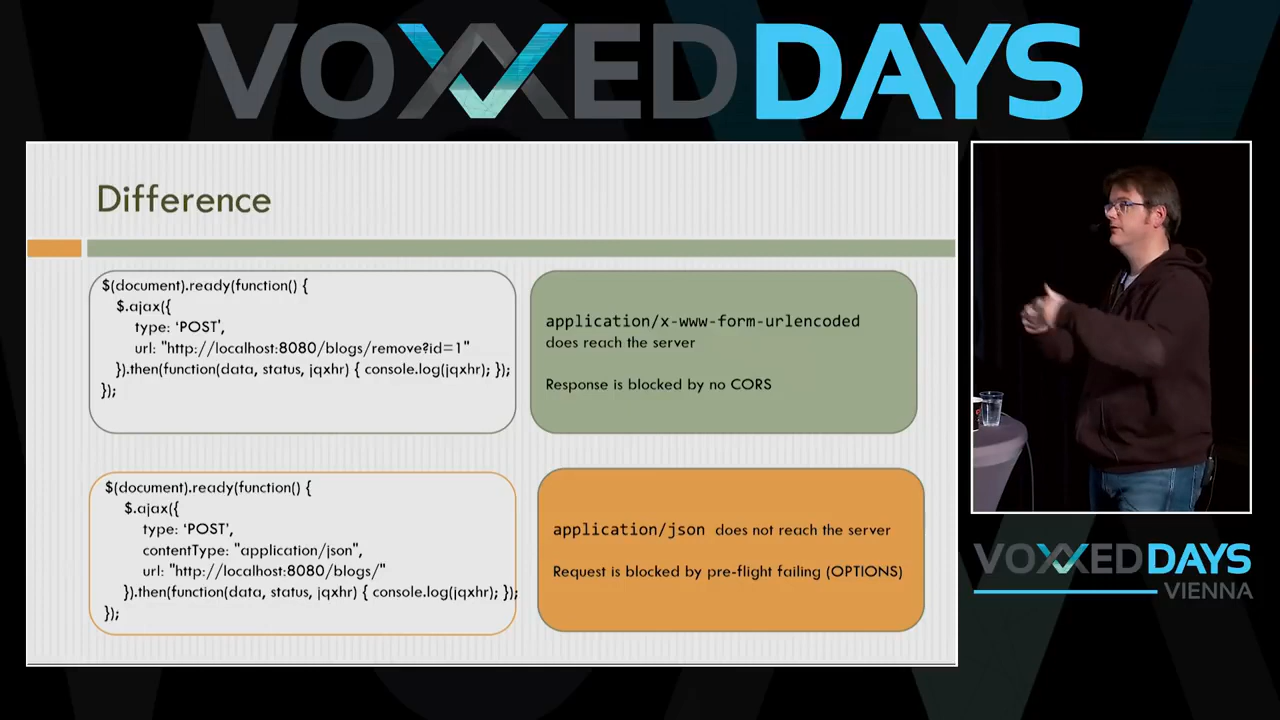 VOXXED DAYS
Difference
$(document).ready(function() {
$.ajax({
type: ‘POST’,
url: "http://localhost:8080/blogs/remove?id=1"
}).then(function(data, status, jqxhr) { console.log(jqxhr); });
});
application/x-www-form-urlencoded
does reach the server
Response is blocked by no CORS
$(document).ready(function() {
$.ajax({
type: ‘POST’,
contentType: "application/json",
url: "http://localhost:8080/blogs/"
}).then(function(data, status, jqxhr) { console.log(jqxhr); });
});
application/json does not reach the server
Request is blocked by pre-flight failing (OPTIONS)
VOXXED DAYS
VIENNA